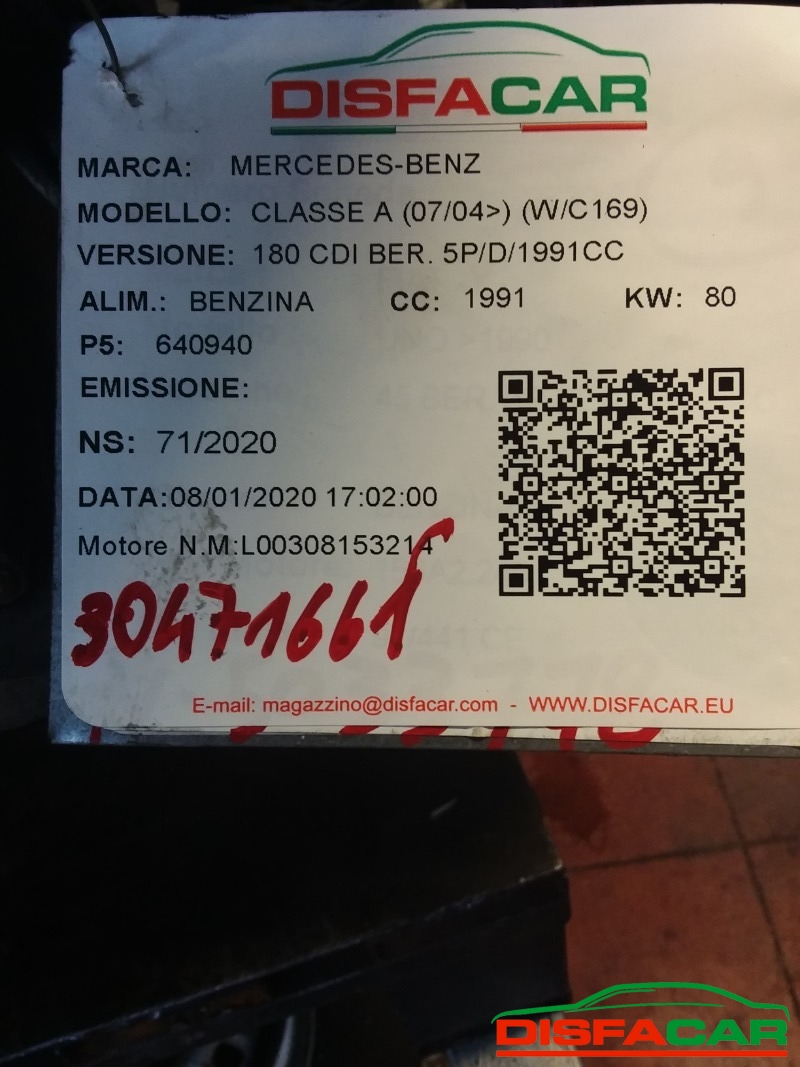 DISFACAR
MARCA: MERCEDES-BENZ
MODELLO: CLASSE A (07/04>) (W/C169)
VERSIONE: 180 CDI BER. 5P/D/1991CC
ALIM.: BENZINA CC: 1991 KW: 80
P5: 640940
EMISSIONE:
NS: 71/2020
DATA:08/01/2020 17:02:00
Motore N.M:L00308153214
30471661
E-mail: magazzino@disfacar.com - WWW.DISFACAR.EU
DISFACAR